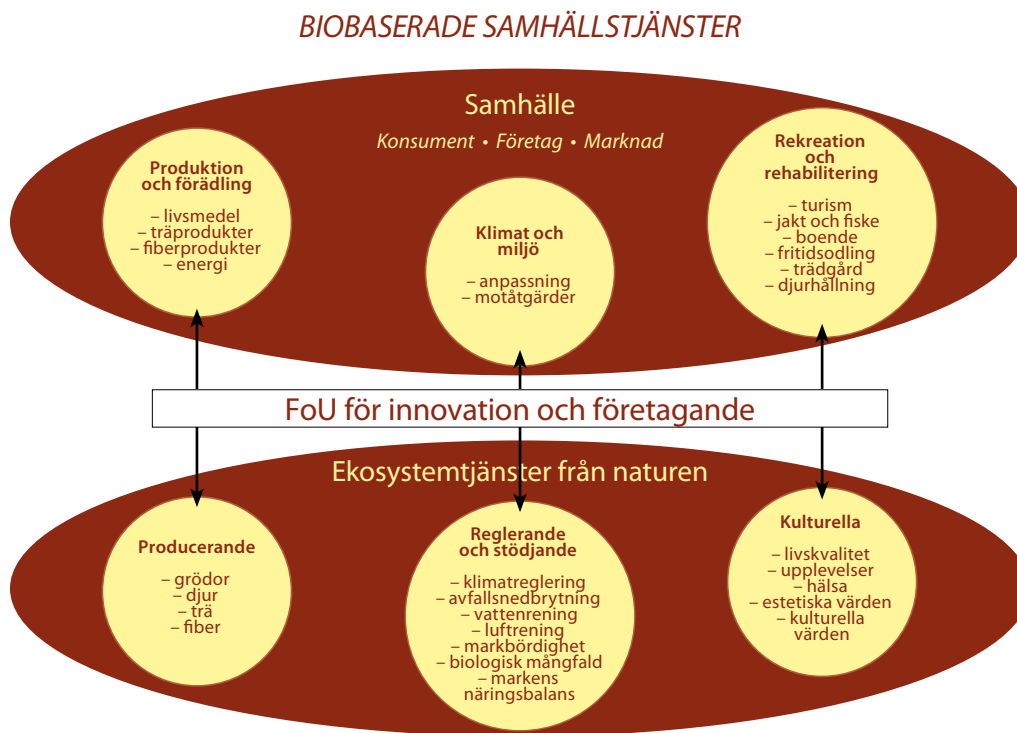 BIOBASERADE SAMHÄLLSTJÄNSTER
Samhälle
Konsument • Företag • Marknad
Produktion
och förädling
– livsmedel
– träprodukter
– fiberprodukter
– energi
Klimat och
miljö
– anpassning
– motåtgärder
Rekreation
och
rehabilitering
– turism
– jakt och fiske
– boende
– fritidsodling
– trädgård
– djurhållning
FoU för innovation och företagande
Ekosystemtjänster från naturen
Producerande
– grödor
– djur
– trä
– fiber
Reglerande
och stödjande
– klimatreglering
– avfallsnedbrytning
– vattenrening
– luftrening
– markbördighet
– biologisk mångfald
– markens
näringsbalans
Kulturella
– livskvalitet
– upplevelser
– hälsa
– estetiska värden
– kulturella
värden